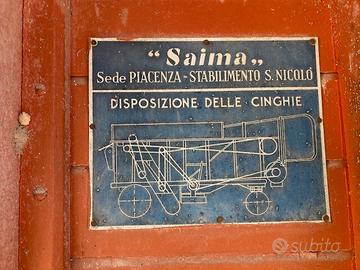 “Saima„
Sede PIACENZA-STABILIMENTO S. NICOLÓ
DISPOSIZIONE DELLE CINGHIE
subito